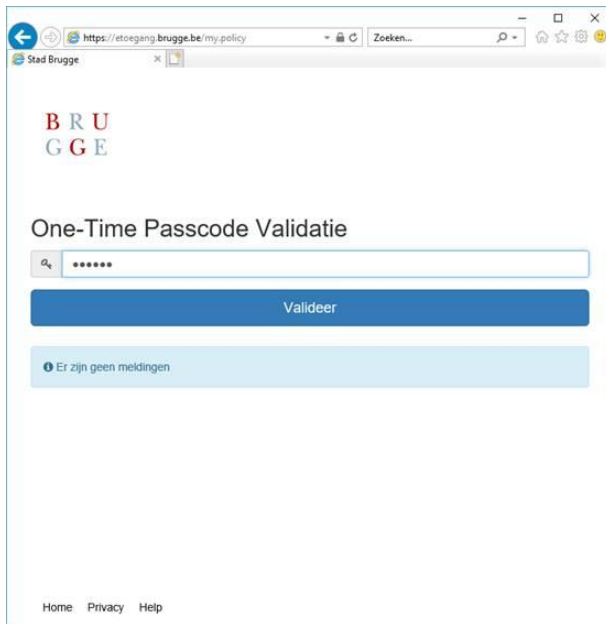 https://etoegang.brugge.be/my.policy
Zoeken...
Stad Brugge
B R U
G G E
One-Time Passcode Validatie
••••••
Valideer
Er zijn geen meldingen
Home Privacy Help